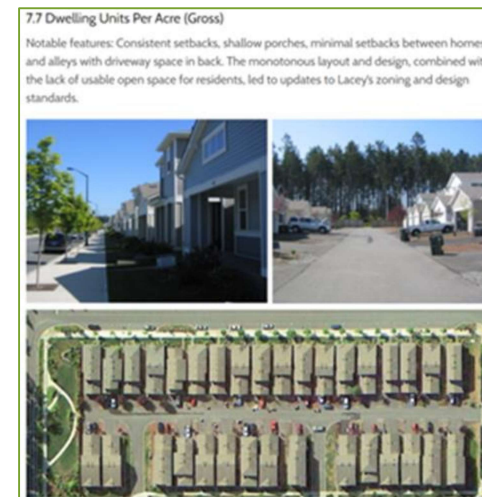 7.7 Dwelling Units Per Acre (Gross)
Notable features: Consistent setbacks, shallow porches, minimal setbacks between homes
and alleys with driveway space in back. The monotonous layout and design, combined wit
the lack of usable open space for residents, led to updates to Lacey's zoning and design
standards.